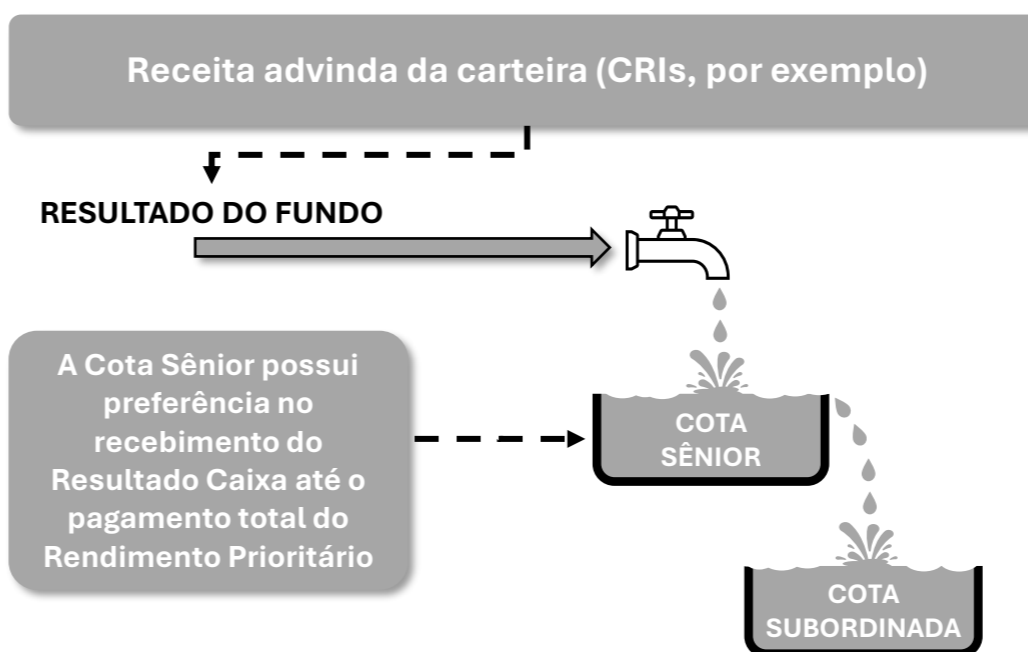 Receita advinda da carteira (CRIs, por exemplo)
RESULTADO DO FUNDO
A Cota Sênior possui
preferência no
recebimento do
Resultado Caixa até o
pagamento total do
Rendimento Prioritário
COTA
SÊNIOR
COTA
SUBORDINADA